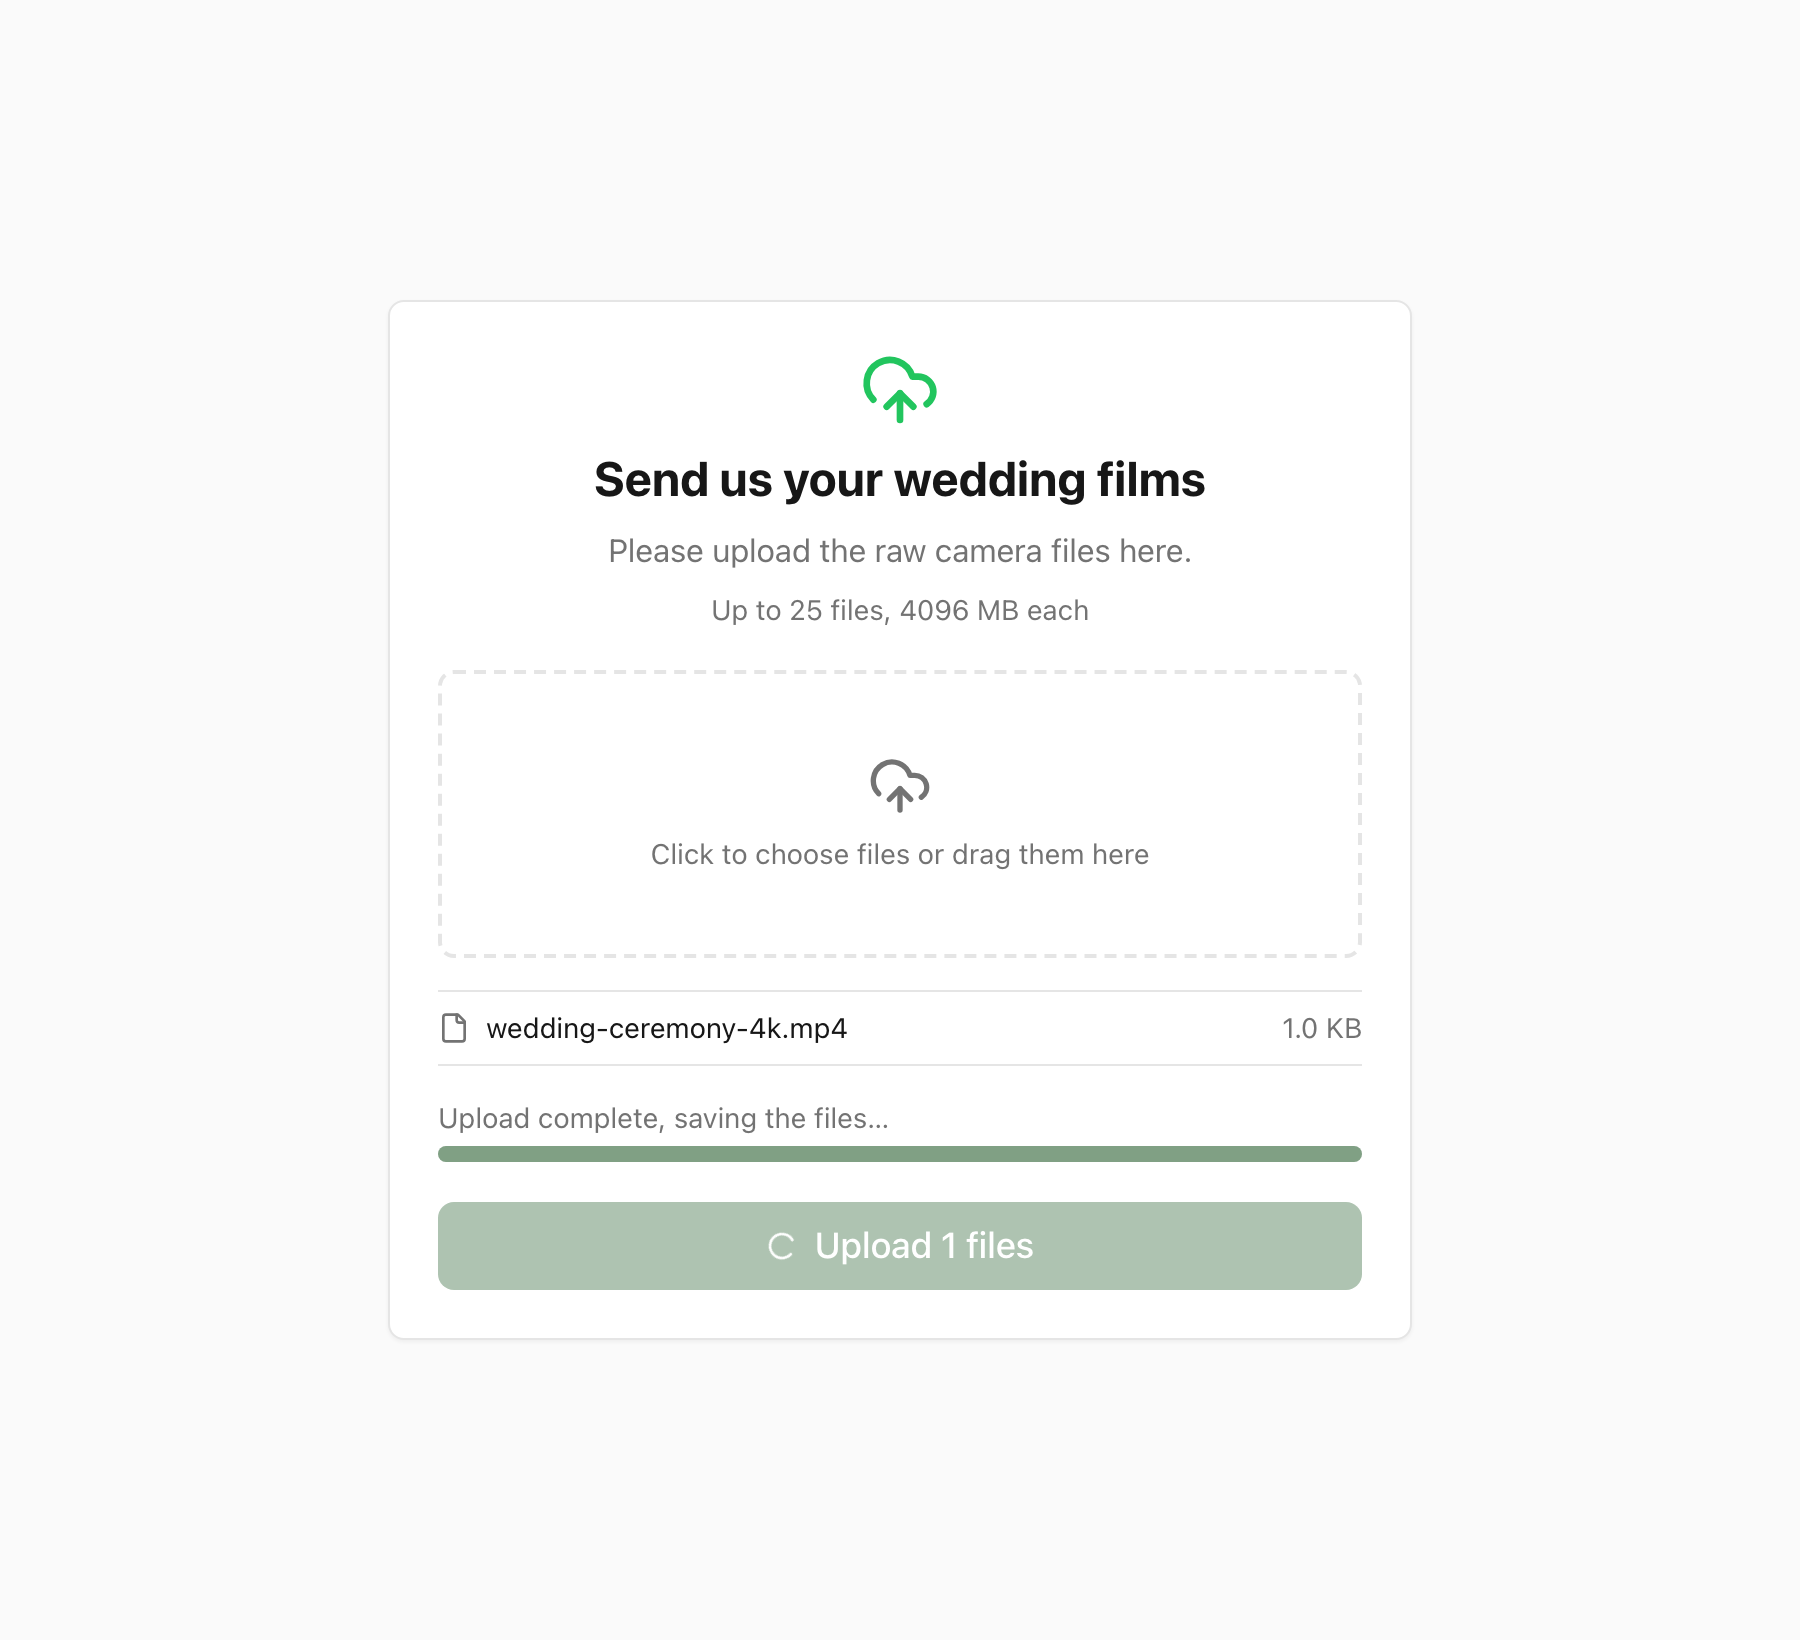 Send us your wedding films
Please upload the raw camera files here.
Up to 25 files, 4096 MB each
Click to choose files or drag them here
wedding-ceremony-4k.mp4 1.0 KB
Upload complete, saving the files...
Upload 1 files